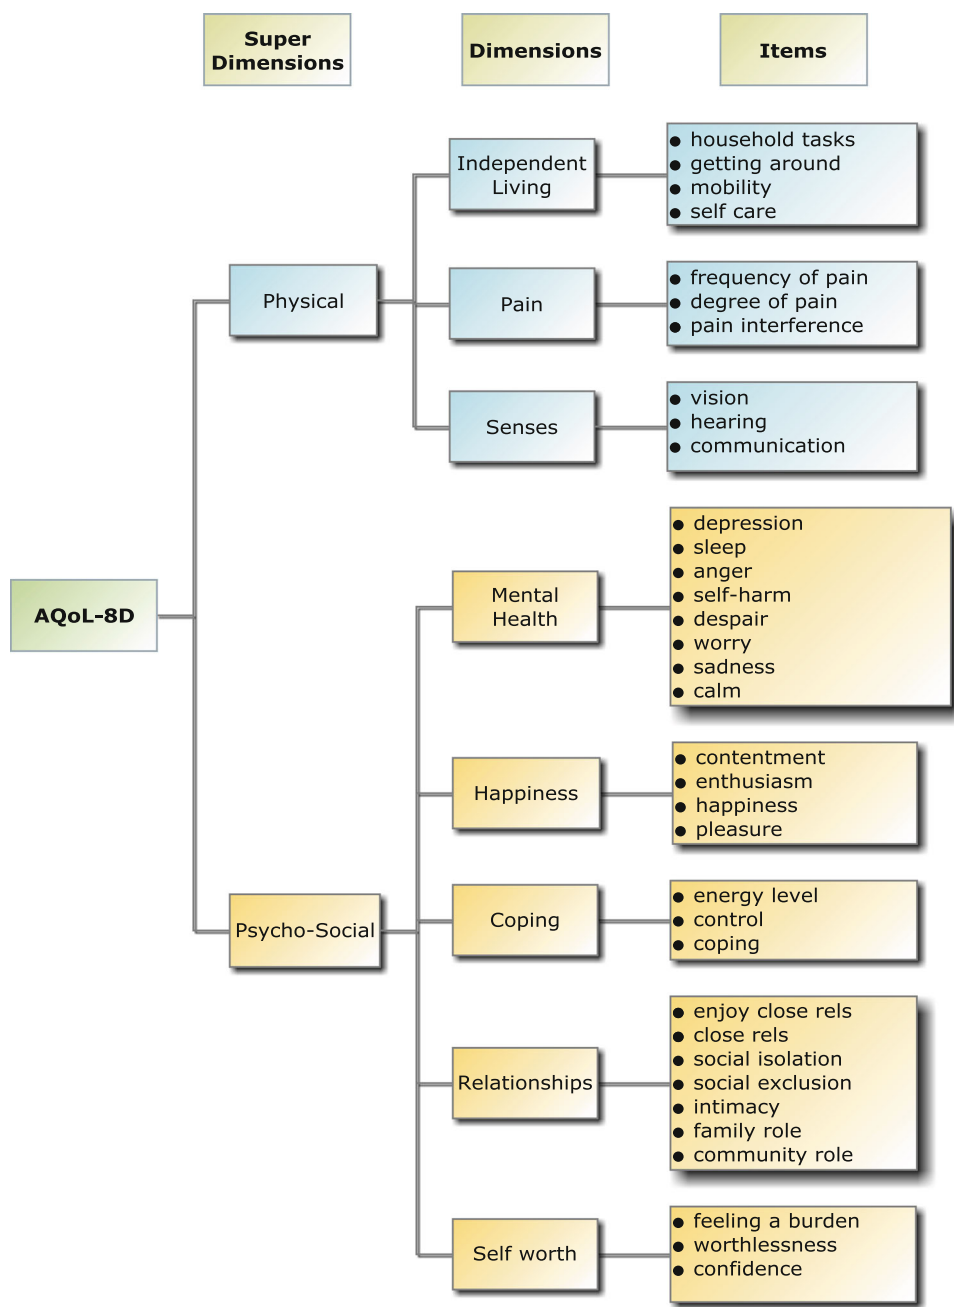 Super
Dimensions
Dimensions
Items
AQoL-8D
Physical
Independent
Living
● household tasks
● getting around
● mobility
● self care
Pain
● frequency of pain
● degree of pain
● pain interference
Senses
● vision
● hearing
● communication
Psycho-Social
Mental
Health
● depression
● sleep
● anger
● self-harm
● despair
● worry
● sadness
● calm
Happiness
● contentment
● enthusiasm
● happiness
● pleasure
Coping
● energy level
● control
● coping
Relationships
● enjoy close rels
● close rels
● social isolation
● social exclusion
● intimacy
● family role
● community role
Self worth
● feeling a burden
● worthlessness
● confidence